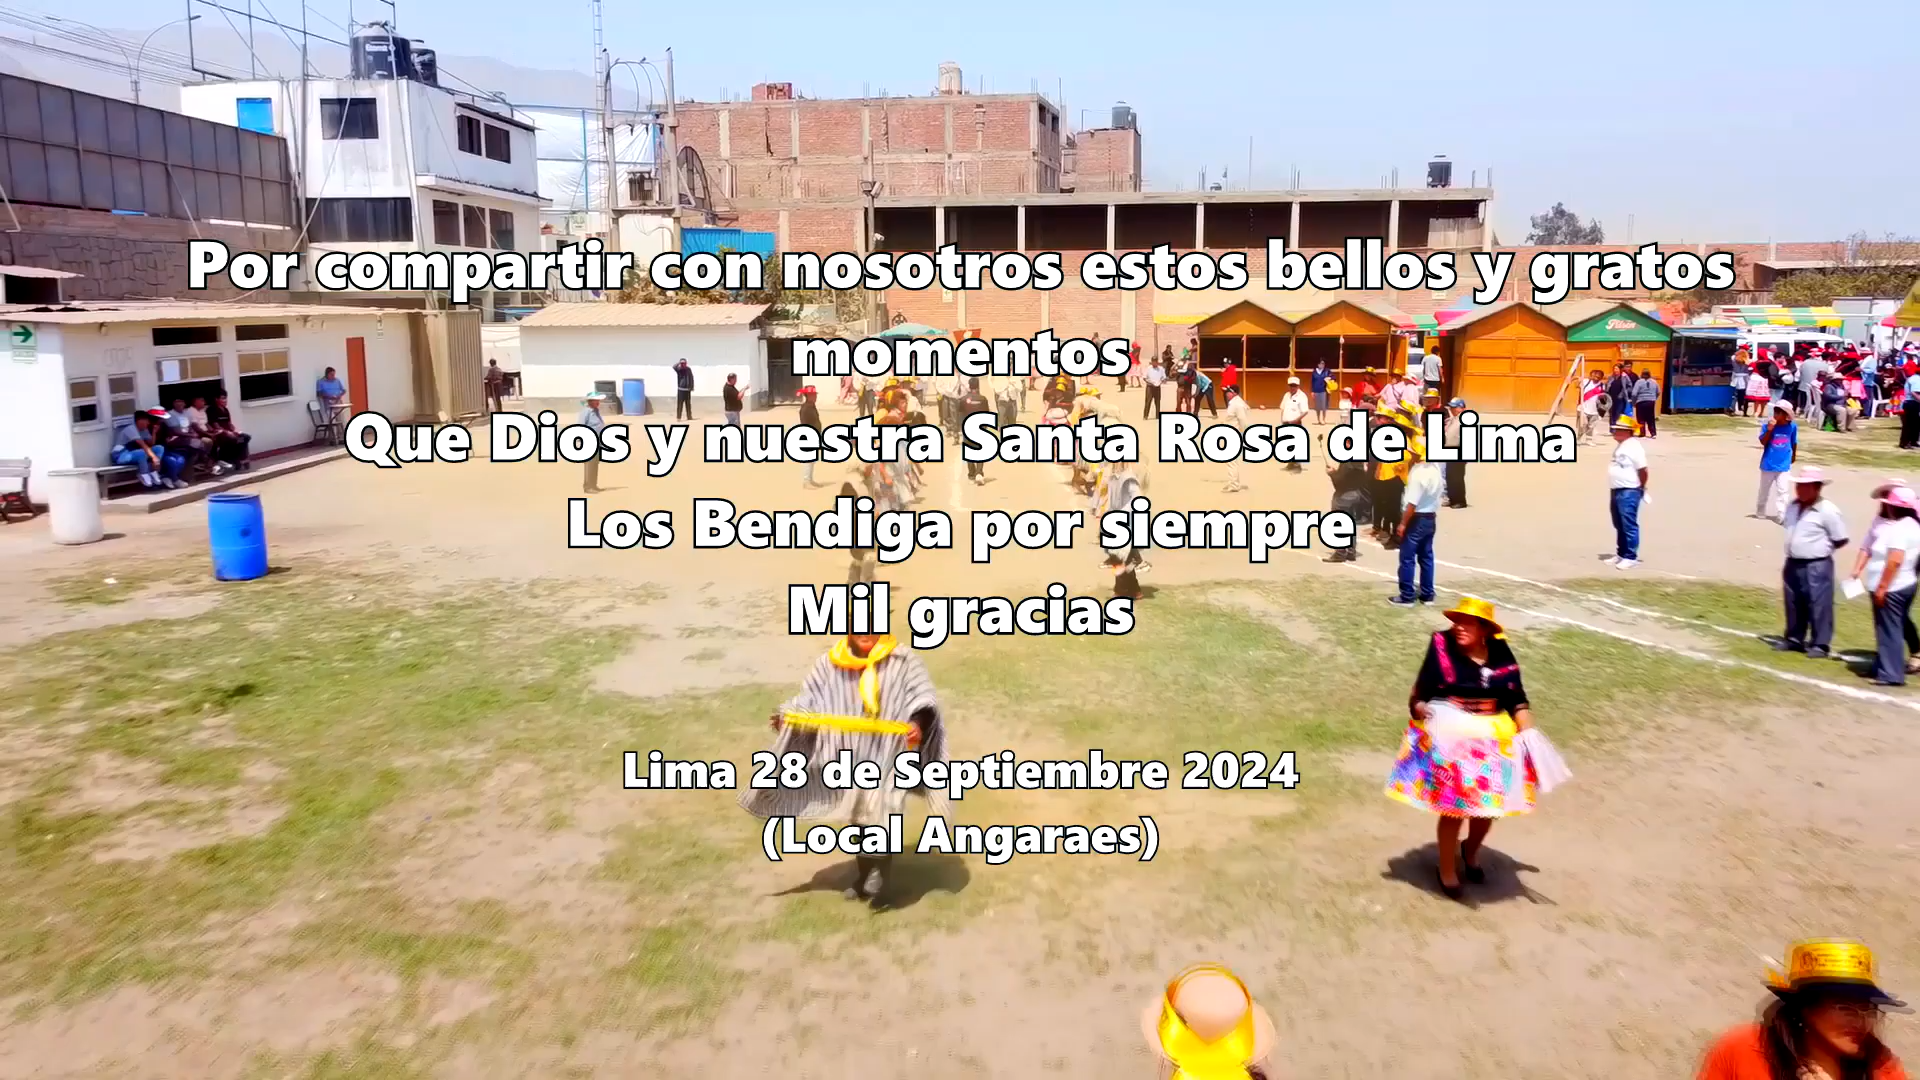 Por compartir con nosotros estos bellos y gratos
momentos
Que Dios y nuestra Santa Rosa de Lima
Los Bendiga por siempre
Mil gracias
Lima 28 de Septiembre 2024
(Local Angaraes)